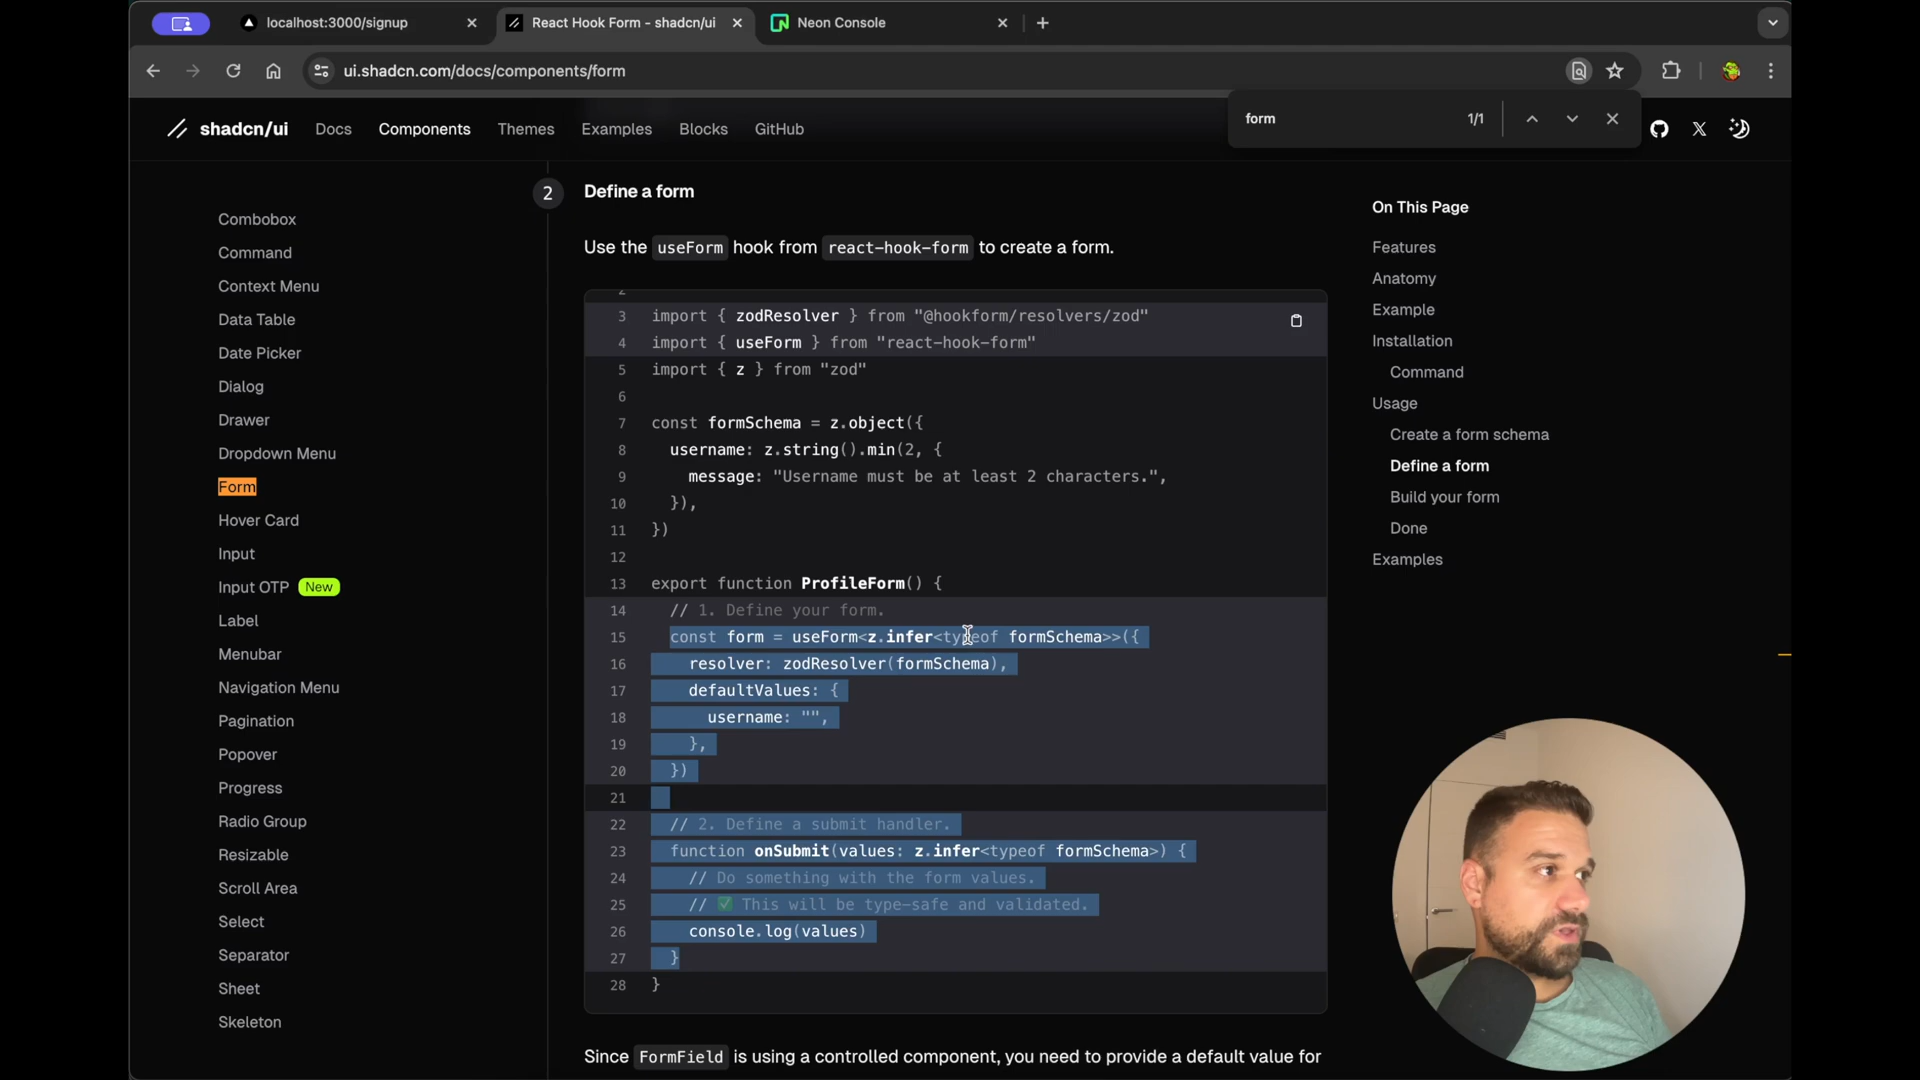 localhost:3000/signup
React Hook Form - shadcn/ui
Neon Console
ui.shadcn.com/docs/components/form
form
1/1
shadcn/ui
Docs
Components
Themes
Examples
Blocks
GitHub
Combobox
Command
Context Menu
Data Table
Date Picker
Dialog
Drawer
Dropdown Menu
Form
Hover Card
Input
Input OTP New
Label
Menubar
Navigation Menu
Pagination
Popover
Progress
Radio Group
Resizable
Scroll Area
Select
Separator
Sheet
Skeleton
2
Define a form
Use the useForm hook from react-hook-form to create a form.
2
3 import { zodResolver } from "@hookform/resolvers/zod"
4 import { useForm } from "react-hook-form"
5 import { z } from "zod"
6
7 const formSchema = z.object({
8 username: z.string().min(2, {
9 message: "Username must be at least 2 characters.",
10 }),
11 })
12
13 export function ProfileForm() {
14 // 1. Define your form.
15 const form = useForm<z.infer<typeof formSchema>>({
16 resolver: zodResolver(formSchema),
17 defaultValues: {
18 username: "",
19 },
20 })
21
22 // 2. Define a submit handler.
23 function onSubmit(values: z.infer<typeof formSchema>) {
24 // Do something with the form values.
25 // ✅ This will be type-safe and validated.
26 console.log(values)
27 }
28 }
Since FormField is using a controlled component, you need to provide a default value for
On This Page
Features
Anatomy
Example
Installation
Command
Usage
Create a form schema
Define a form
Build your form
Done
Examples